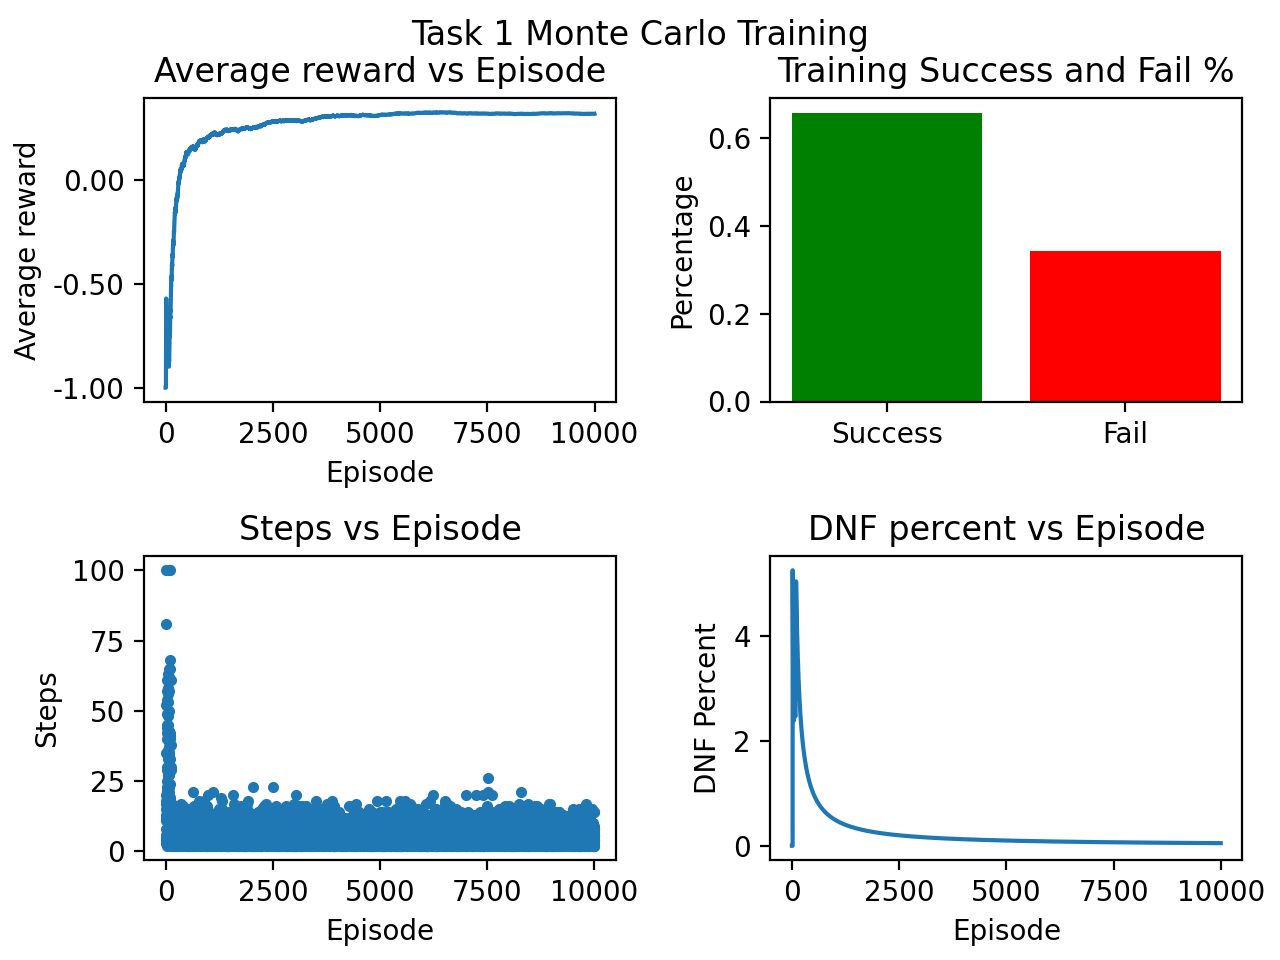 Task 1 Monte Carlo Training
Average reward vs Episode
Average reward
0.00
-0.50
-1.00
0 2500 5000 7500 10000
Episode
Training Success and Fail %
Percentage
0.6
0.4
0.2
0.0
Success Fail
Steps vs Episode
Steps
100
75
50
25
0
0 2500 5000 7500 10000
Episode
DNF percent vs Episode
DNF Percent
4
2
0
0 2500 5000 7500 10000
Episode